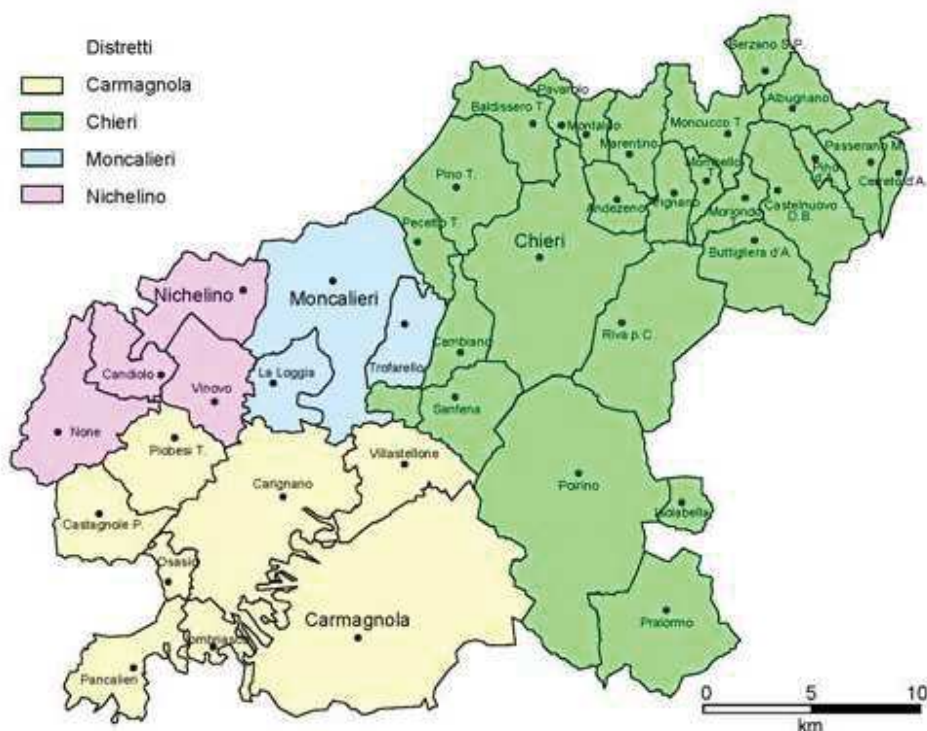 Distretti
Carmagnola
Chieri
Moncalieri
Nichelino
Berzano S.P.
Pavarolo
Albugnano
Baldissero T.
Montaldo
Moncucco T.
Marentino
Passerano M.
Mombello
T.
Pino
d'A.
Pino T.
Cerreto d'A.
Andezeno
Arignano
Moriondo
T.
Castelnuovo
D.B.
Pecetto T.
Chieri
Buttigliera d'A.
Nichelino
Moncalieri
Riva p.C.
Cambiano
Trofarello
Candiolo
La Loggia
Vinovo
Santena
None
Piobesi T.
Villastellone
Poirino
Carignano
Isolabella
Castagnole P.
Osasio
Pralormo
Carmagnola
Lombriasco
Pancalieri
0 5 10
km